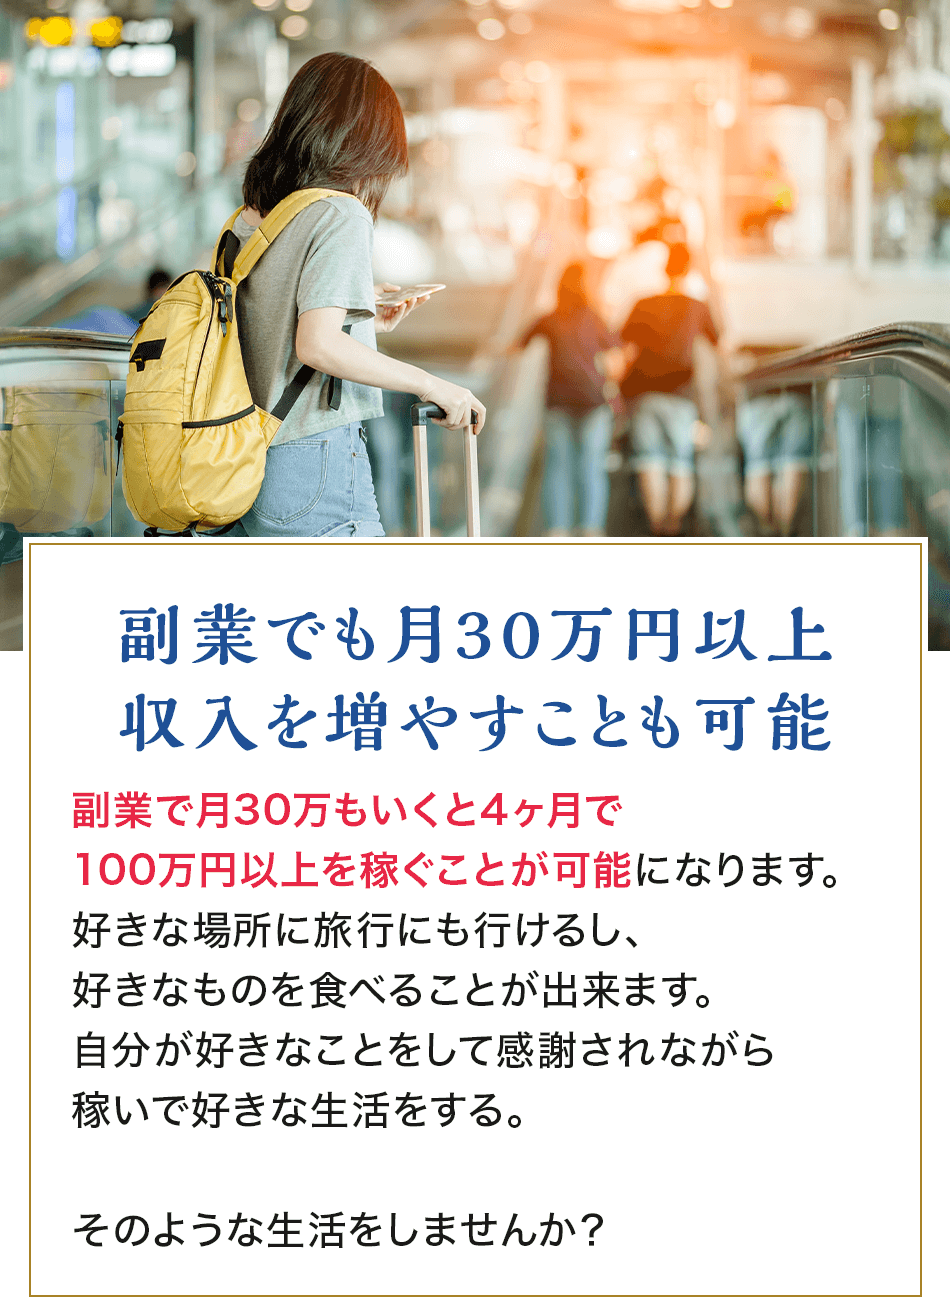 副業でも月30万円以上
収入を増やすことも可能
副業で月30万もいくと4ヶ月で
100万円以上を稼ぐことが可能になります。
好きな場所に旅行にも行けるし、
好きなものを食べることが出来ます。
自分が好きなことをして感謝されながら
稼いで好きな生活をする。
そのような生活をしませんか？